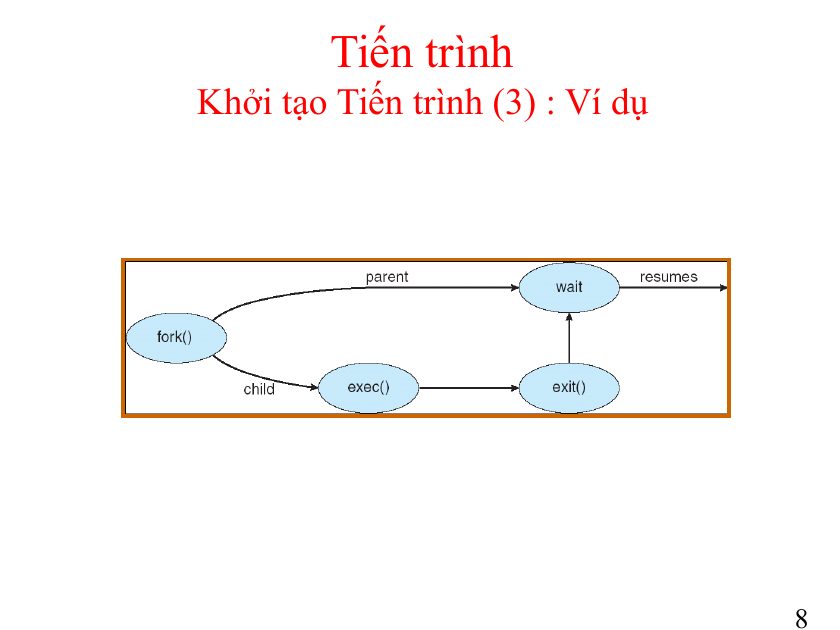 Tiến trình
Khởi tạo Tiến trình (3) : Ví dụ
parent
wait
resumes
fork()
child
exec()
exit()
8